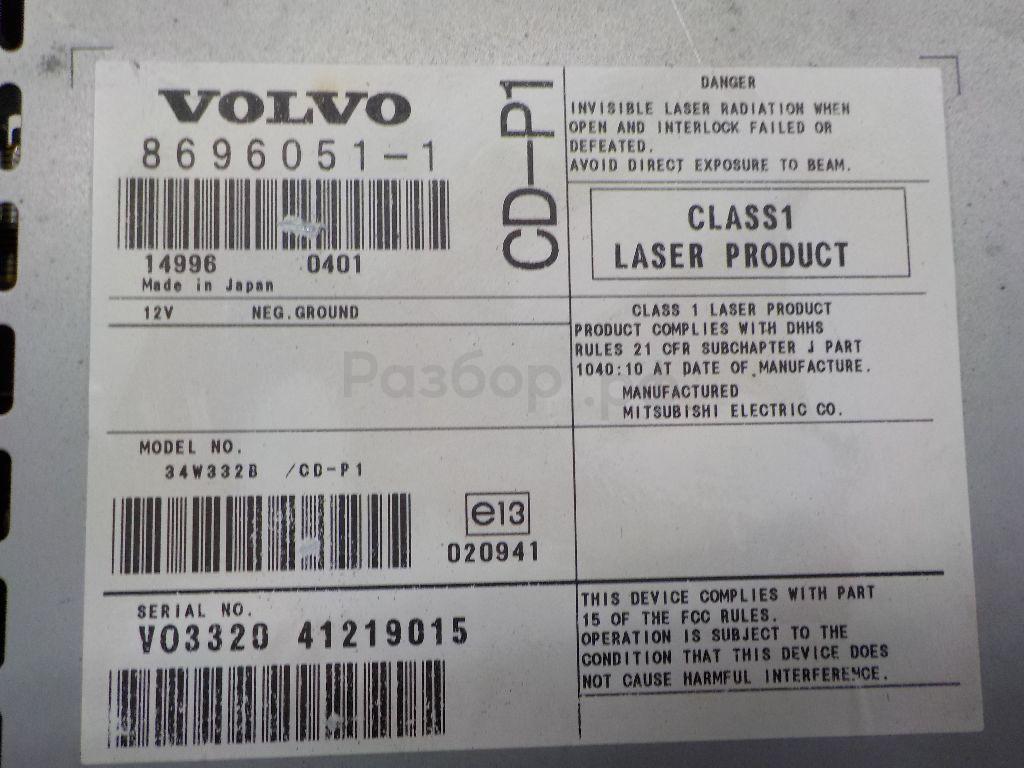 VOLVO
8696051-1
14996 0401
Made in Japan
CD-P1
12V NEG.GROUND
MODEL NO.
34W332B /CD-P1
e13
020941
SERIAL NO.
VO3320 41219015
DANGER
INVISIBLE LASER RADIATION WHEN
OPEN AND INTERLOCK FAILED OR
DEFEATED.
AVOID DIRECT EXPOSURE TO BEAM.
CLASS1
LASER PRODUCT
CLASS 1 LASER PRODUCT
PRODUCT COMPLIES WITH DHHS
RULES 21 CFR SUBCHAPTER J PART
1040:10 AT DATE OF MANUFACTURE.
MANUFACTURED
MITSUBISHI ELECTRIC CO.
THIS DEVICE COMPLIES WITH PART
15 OF THE FCC RULES.
OPERATION IS SUBJECT TO THE
CONDITION THAT THIS DEVICE DOES
NOT CAUSE HARMFUL INTERFERENCE.
Разбор